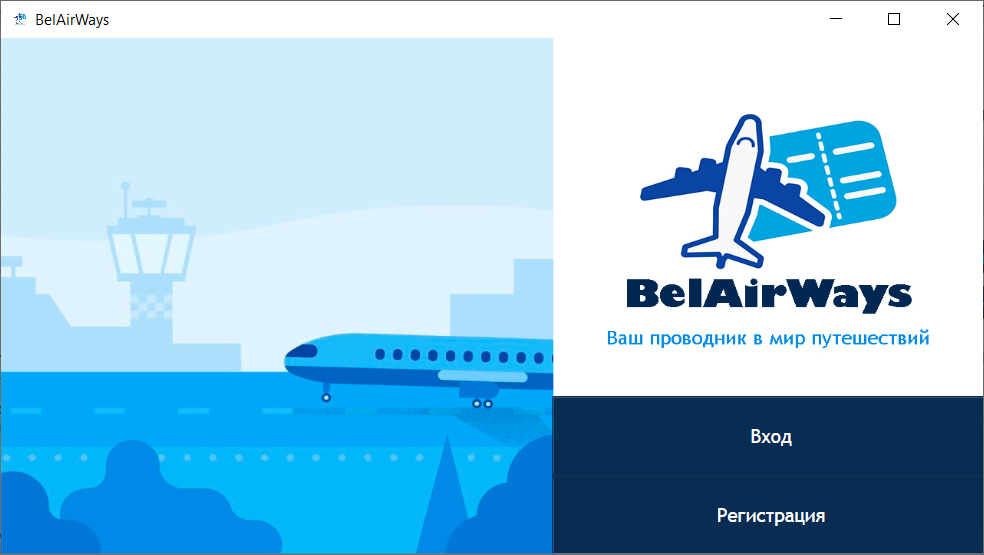 BelAirWays
BelAirWays
Ваш проводник в мир путешествий
Вход
Регистрация